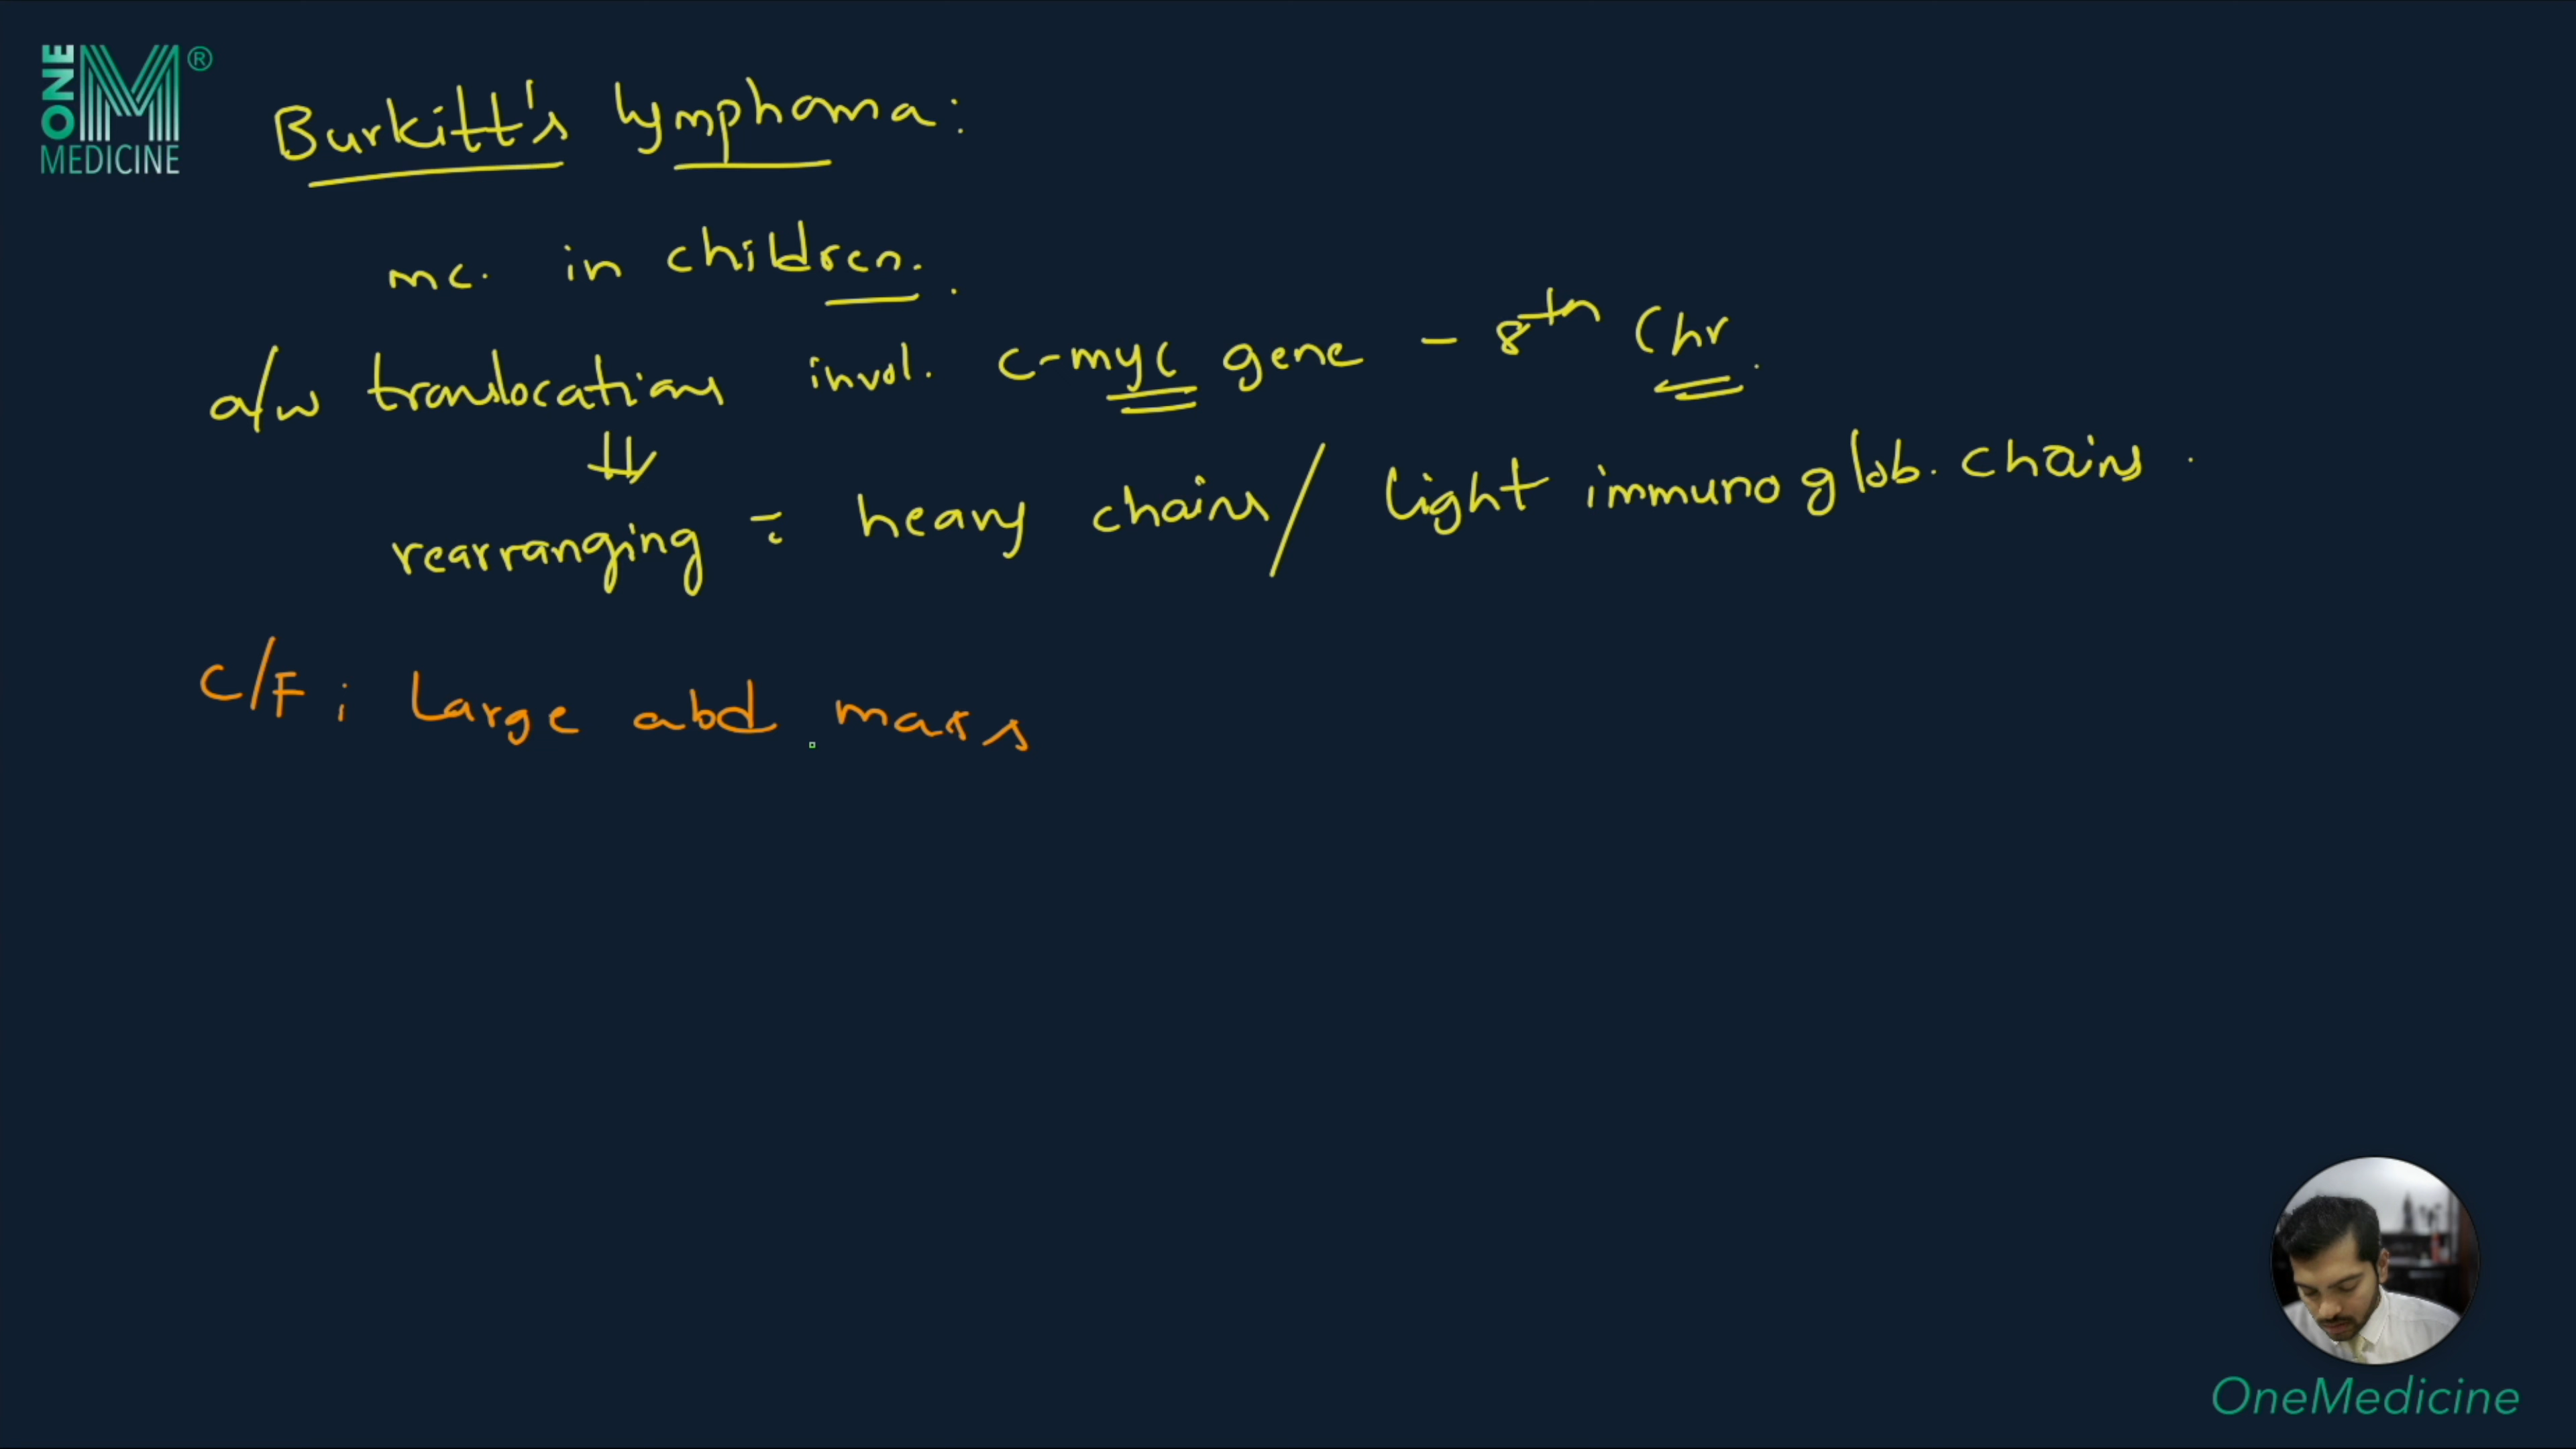 ONE MEDICINE ®
Burkitt's lymphoma:
mc. in children.
a/w translocations invol. c-myc gene - 8th Chr.
rearranging c̄ heavy chains/ light immunoglob. chains.
C/F: Large abd. mass
OneMedicine